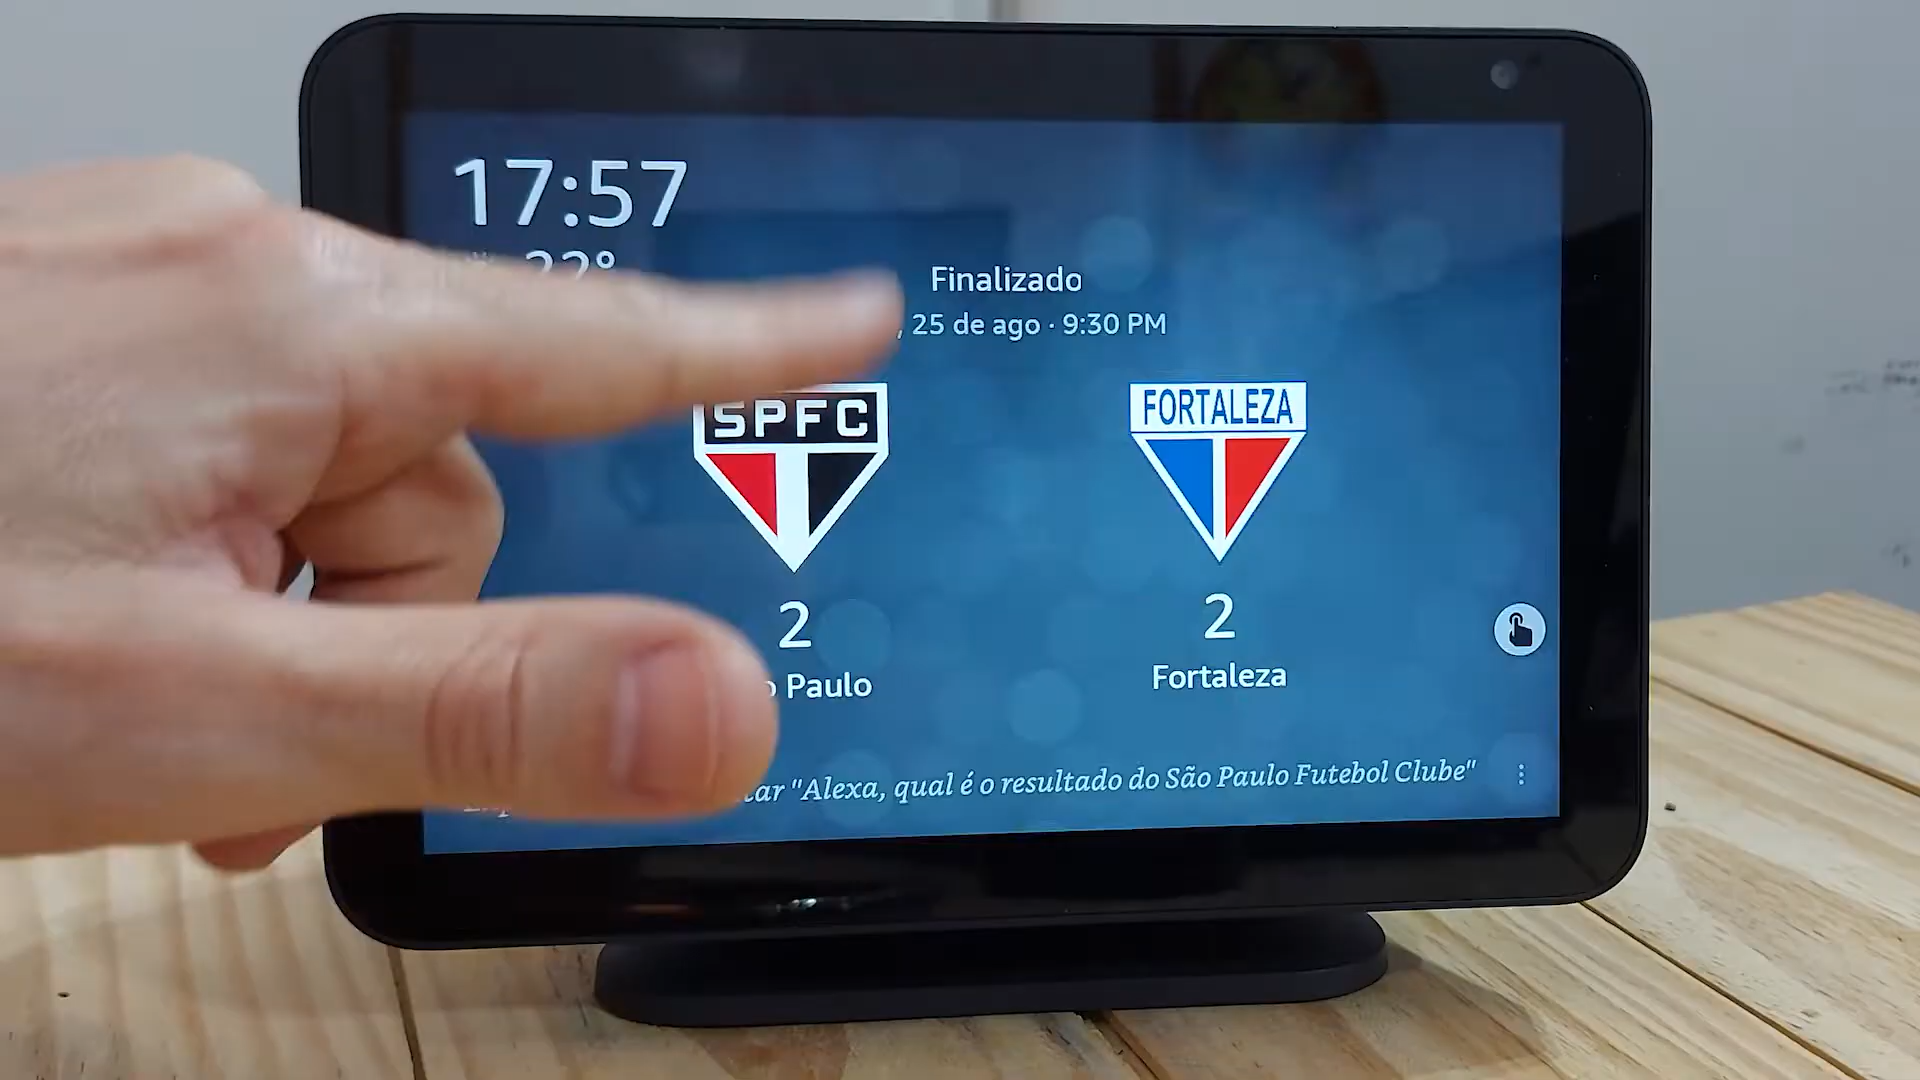 17:57
22°
Finalizado
, 25 de ago · 9:30 PM
SPFC
FORTALEZA
2
2
Paulo
Fortaleza
"Alexa, qual é o resultado do São Paulo Futebol Clube"